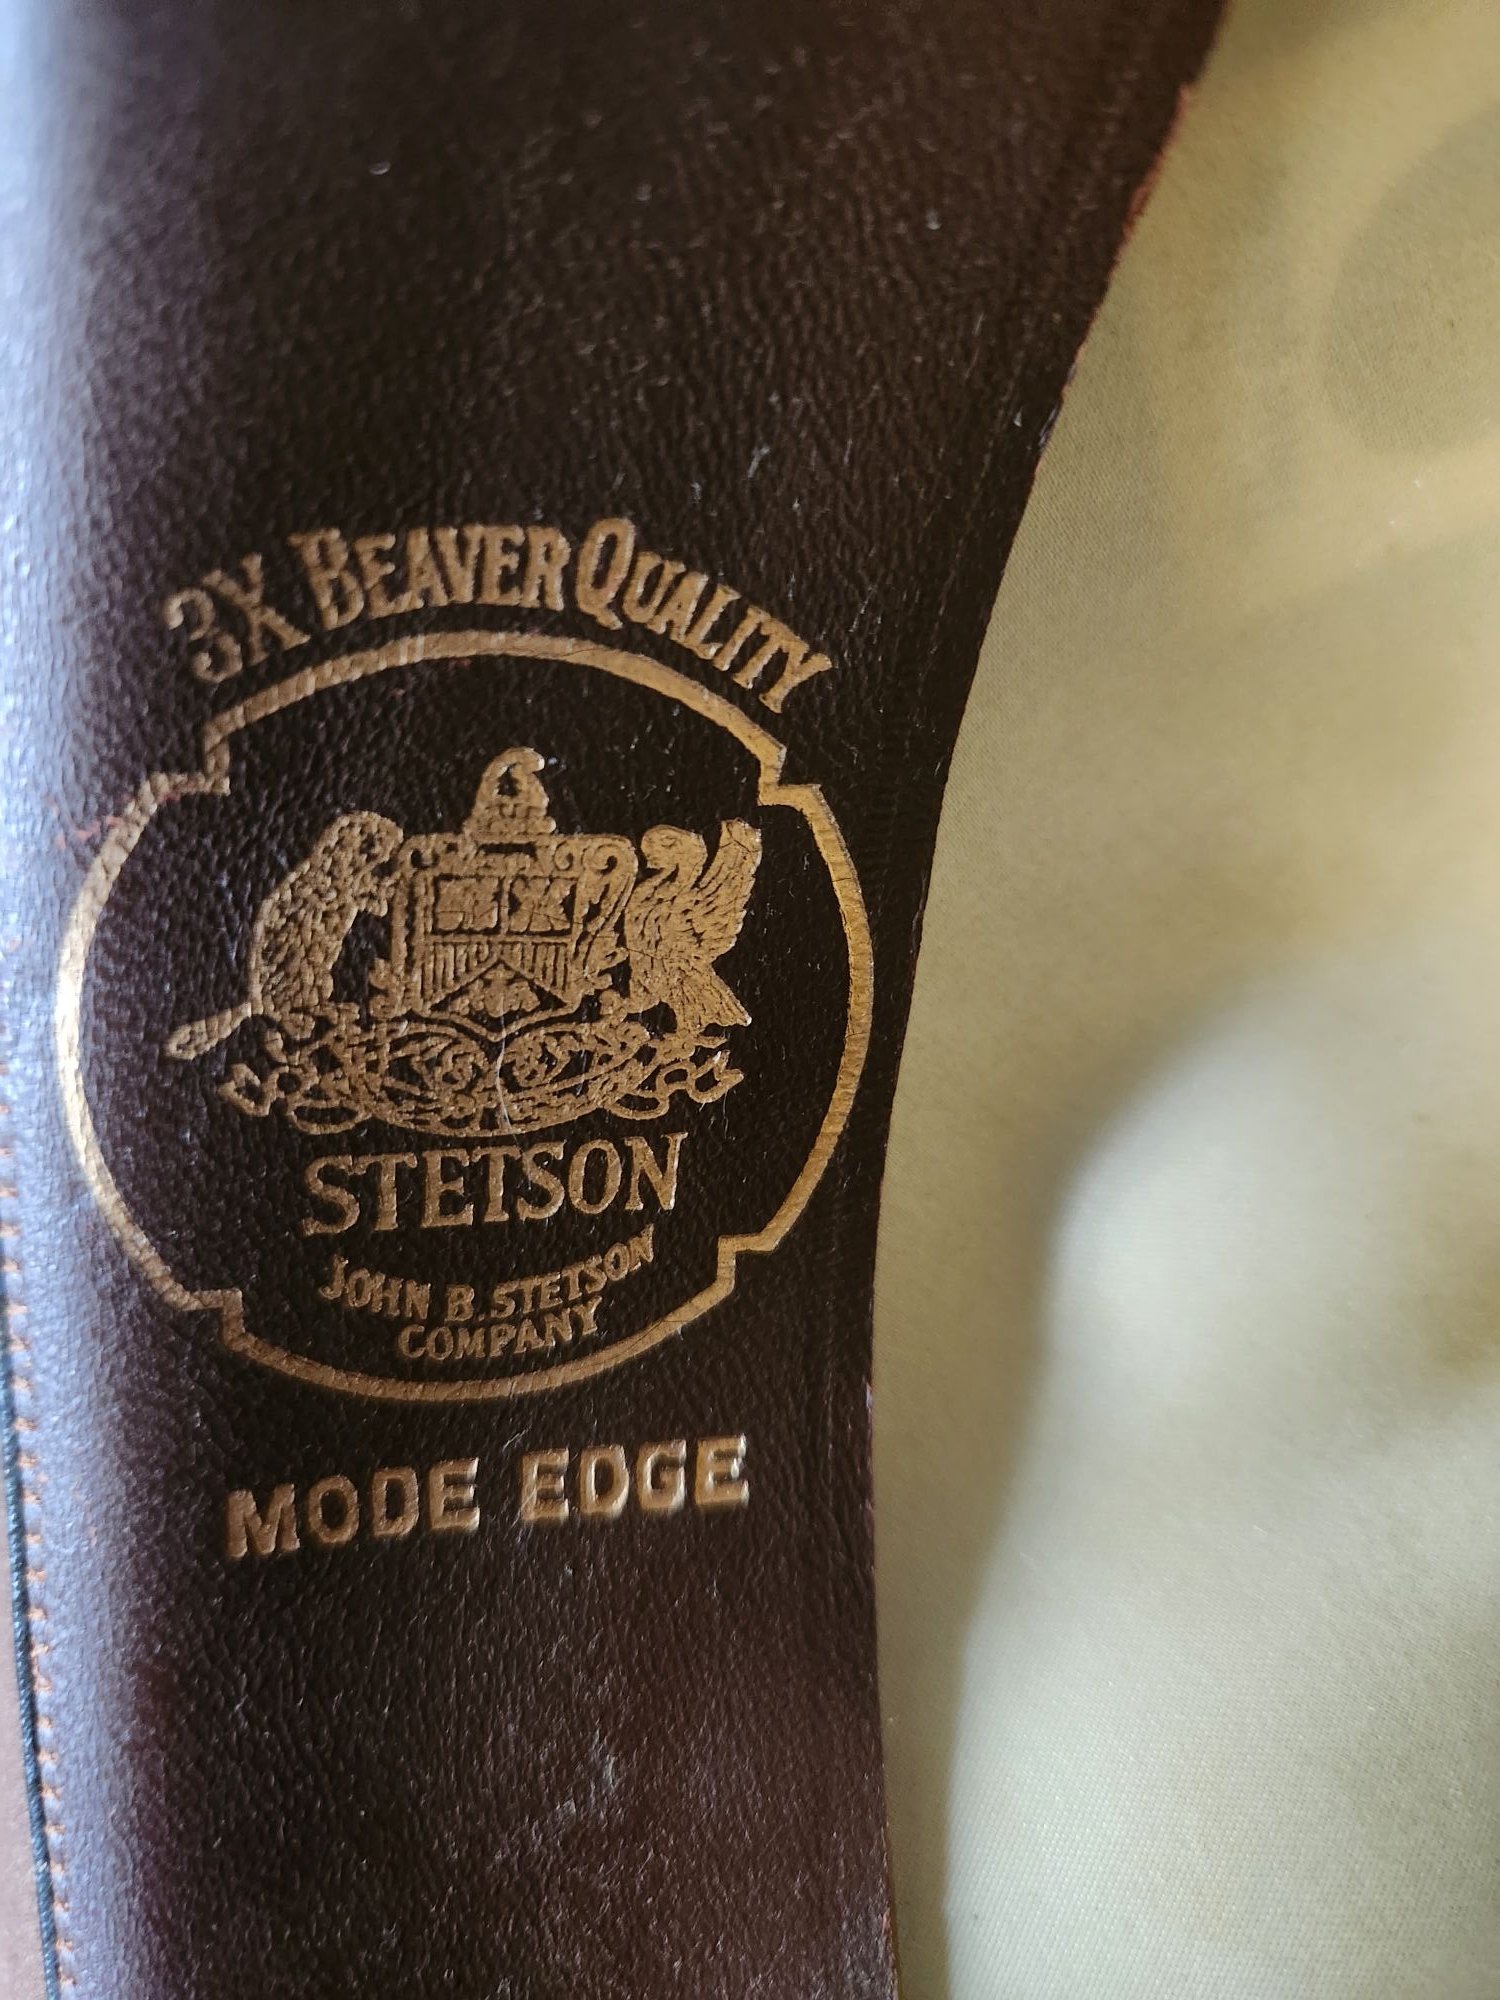 3X BEAVER QUALITY
STETSON
JOHN B. STETSON
COMPANY
MODE EDGE